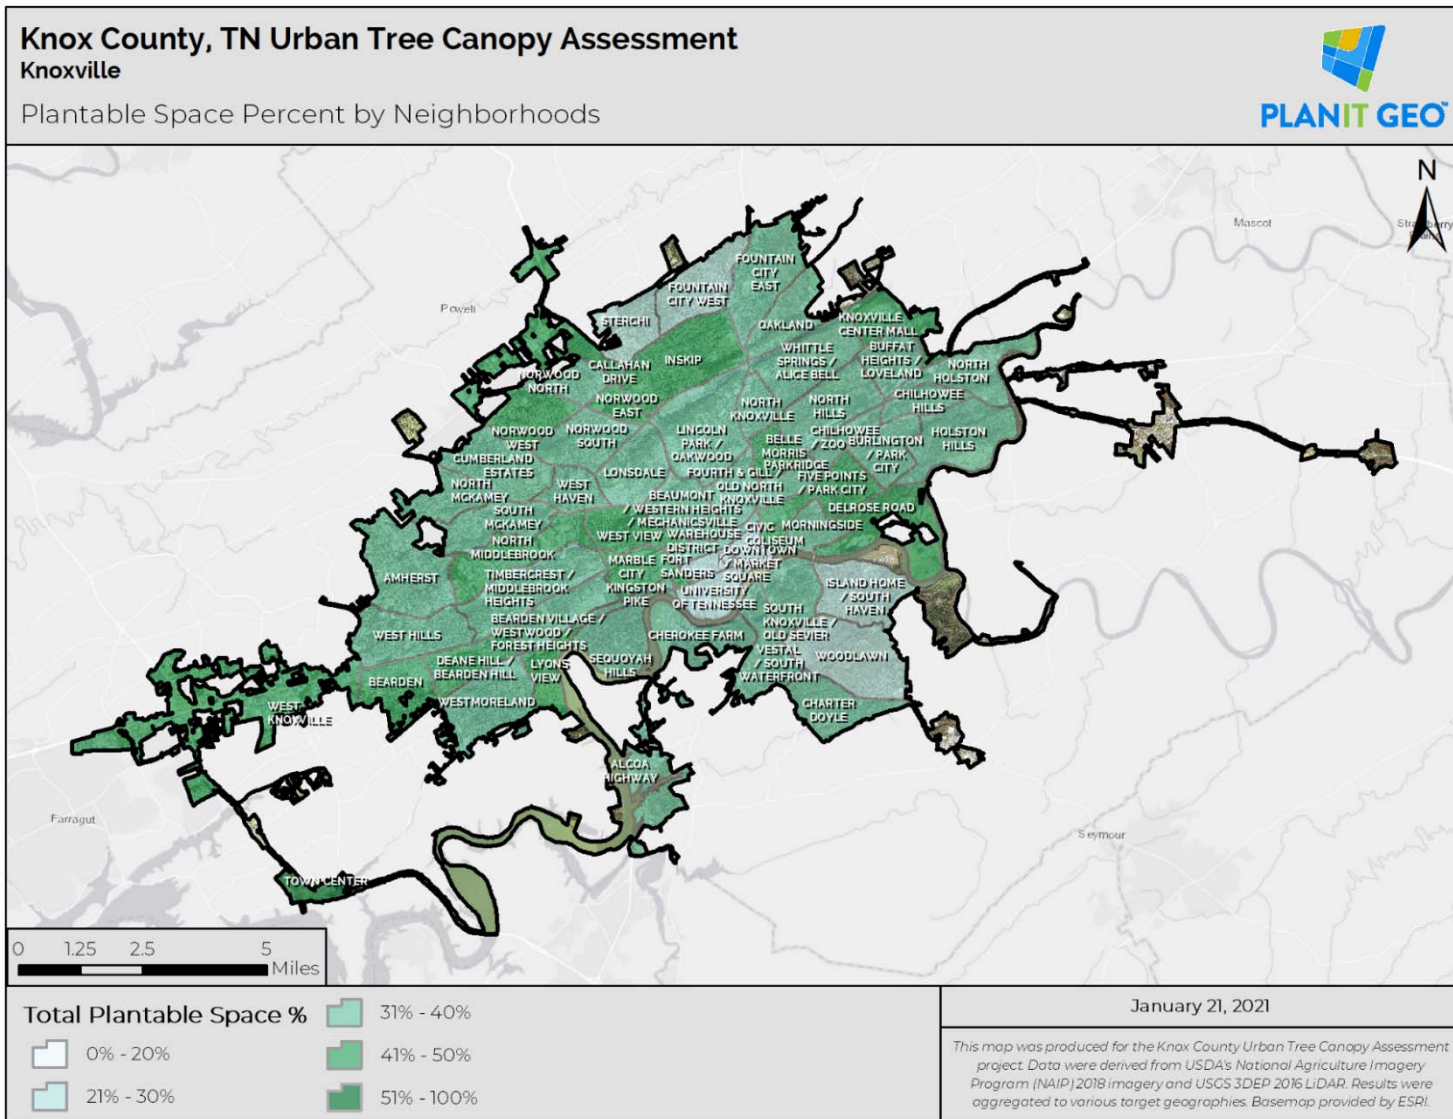 Knox County, TN Urban Tree Canopy Assessment
Knoxville
Plantable Space Percent by Neighborhoods
PLANIT GEO™
N
Mascot
Powell
FOUNTAIN
CITY
EAST
FOUNTAIN
CITY WEST
STERCHI
OAKLAND
KNOXVILLE
CENTER MALL
CALLAHAN
DRIVE
INSKIP
WHITTLE
SPRINGS /
ALICE BELL
BUFFAT
HEIGHTS /
LOVELAND
NORTH
HOLSTON
NORWOOD
NORTH
NORWOOD
EAST
NORTH
KNOXVILLE
NORTH
HILLS
CHILHOWEE
HILLS
NORWOOD
WEST
NORWOOD
SOUTH
LINCOLN
PARK /
OAKWOOD
CHILHOWEE
/ ZOO
BURLINGTON
/ PARK
CITY
HOLSTON
HILLS
CUMBERLAND
ESTATES
BELLE
MORRIS
PARKRIDGE
LONSDALE
FOURTH & GILL /
OLD NORTH
KNOXVILLE
FIVE POINTS
/ PARK CITY
NORTH
MCKAMEY
WEST
HAVEN
BEAUMONT
/ WESTERN HEIGHTS
/ MECHANICSVILLE
DELROSE ROAD
SOUTH
MCKAMEY
WEST VIEW
WAREHOUSE
DISTRICT
CIVIC
COLISEUM
MORNINGSIDE
NORTH
MIDDLEBROOK
DOWNTOWN
/ MARKET
SQUARE
MARBLE
CITY
FORT
SANDERS
AMHERST
TIMBERCREST /
MIDDLEBROOK
HEIGHTS
KINGSTON
PIKE
UNIVERSITY
OF TENNESSEE
ISLAND HOME
/ SOUTH
HAVEN
BEARDEN VILLAGE /
WESTWOOD /
FOREST HEIGHTS
SOUTH
KNOXVILLE /
OLD SEVIER
WEST HILLS
CHEROKEE FARM
VESTAL
/ SOUTH
WATERFRONT
WOODLAWN
DEANE HILL /
BEARDEN HILL
LYONS
VIEW
SEQUOYAH
HILLS
BEARDEN
WESTMORELAND
CHARTER
DOYLE
WEST
KNOXVILLE
ALCOA
HIGHWAY
Farragut
Seymour
TOWN CENTER
0 1.25 2.5 5
Miles
Total Plantable Space %
0% - 20%
21% - 30%
31% - 40%
41% - 50%
51% - 100%
January 21, 2021
This map was produced for the Knox County Urban Tree Canopy Assessment
project. Data were derived from USDA's National Agriculture Imagery
Program (NAIP) 2018 imagery and USGS 3DEP 2016 LiDAR. Results were
aggregated to various target geographies. Basemap provided by ESRI.